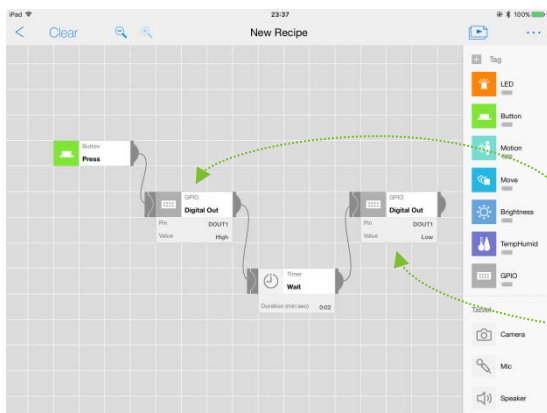 iPad
23:37
100%
Clear
New Recipe
Tag
LED
Button
Motion
Move
Brightness
TempHumid
GPIO
Tablet
Camera
Mic
Speaker
Button
Press
GPIO
Digital Out
Pin DOUT1
Value High
Timer
Wait
Duration (min:sec) 0:02
GPIO
Digital Out
Pin DOUT1
Value Low